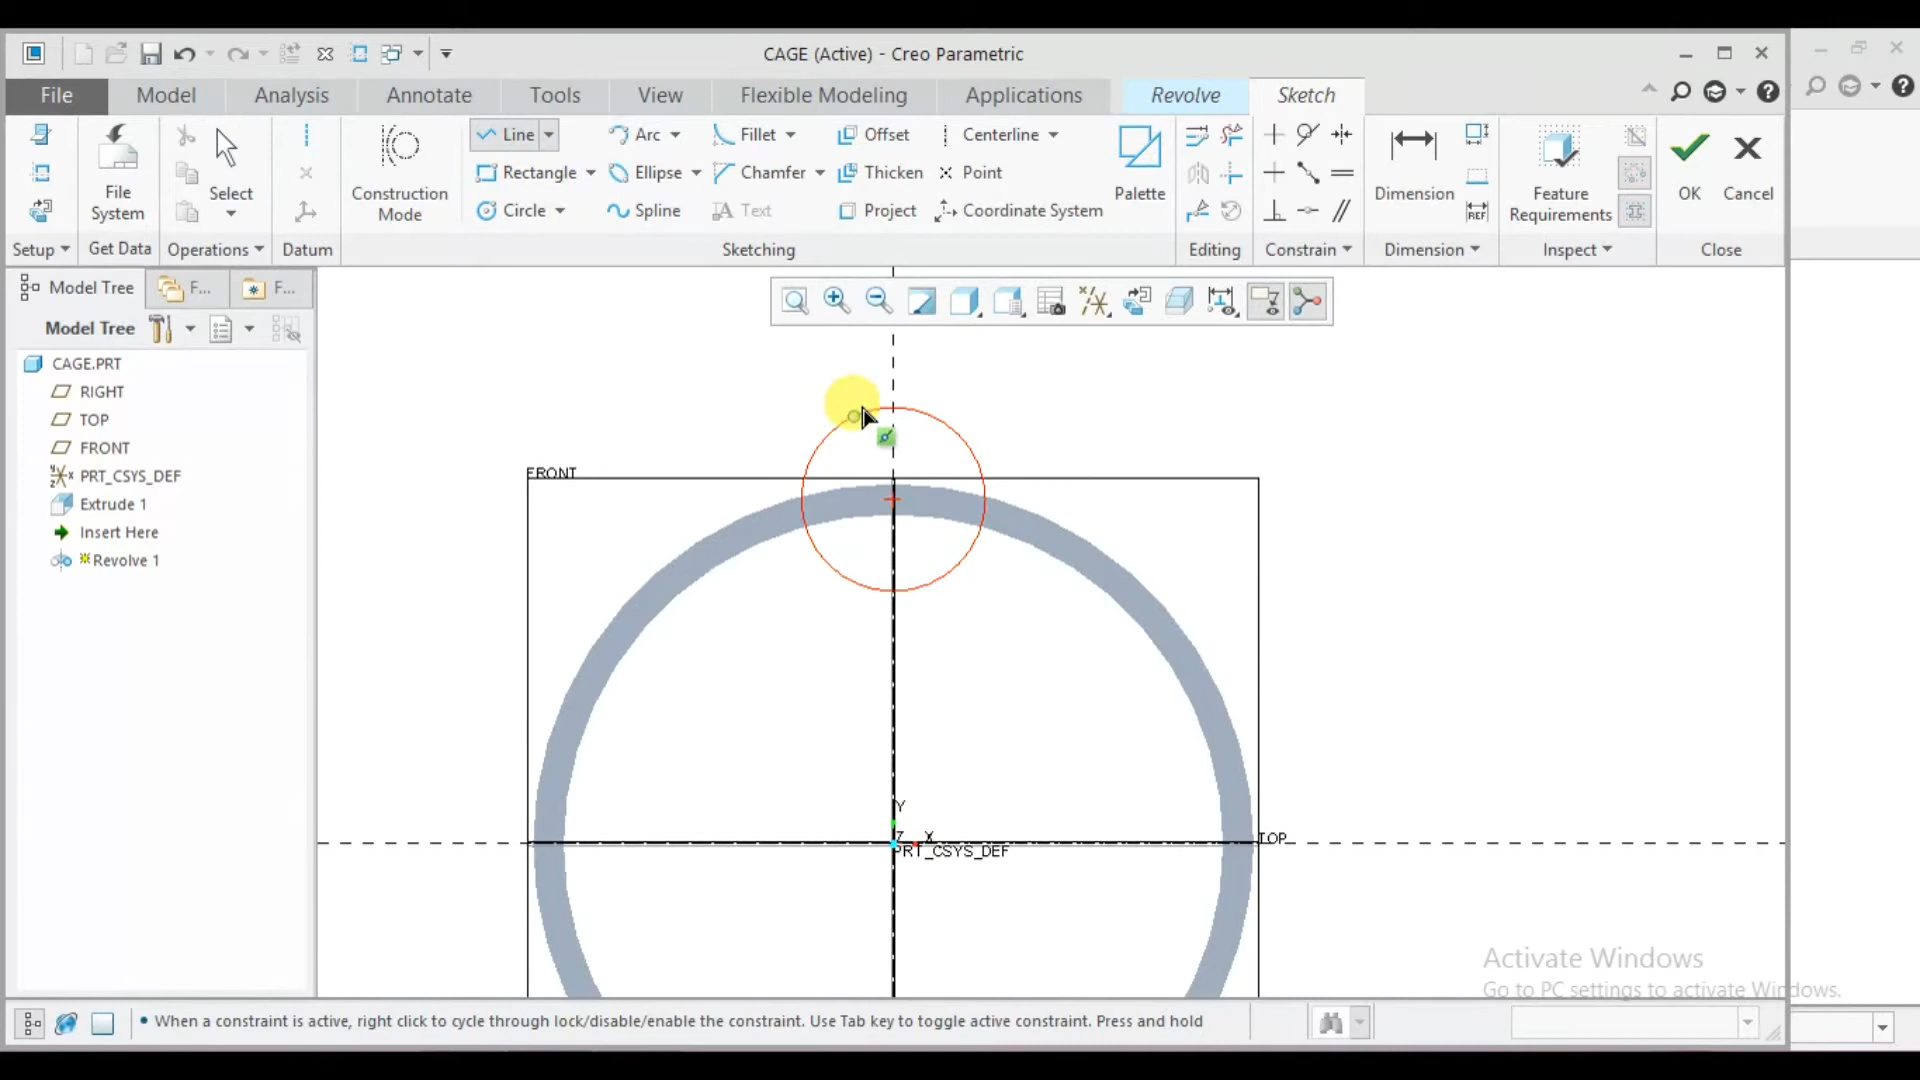 CAGE (Active) - Creo Parametric
File Model Analysis Annotate Tools View Flexible Modeling Applications Revolve Sketch
Line Arc Fillet Offset Centerline
Rectangle Ellipse Chamfer Thicken Point
Circle Spline Text Project Coordinate System
File System
Select
Construction Mode
Palette
Dimension
REF
Feature Requirements
OK
Cancel
Setup Get Data Operations Datum Sketching Editing Constrain Dimension Inspect Close
Model Tree F... F...
Model Tree
CAGE.PRT
RIGHT
TOP
FRONT
PRT_CSYS_DEF
Extrude 1
Insert Here
Revolve 1
FRONT
Y
Z X
TOP
PRT_CSYS_DEF
Activate Windows
Go to PC settings to activate Windows.
• When a constraint is active, right click to cycle through lock/disable/enable the constraint. Use Tab key to toggle active constraint. Press and hold